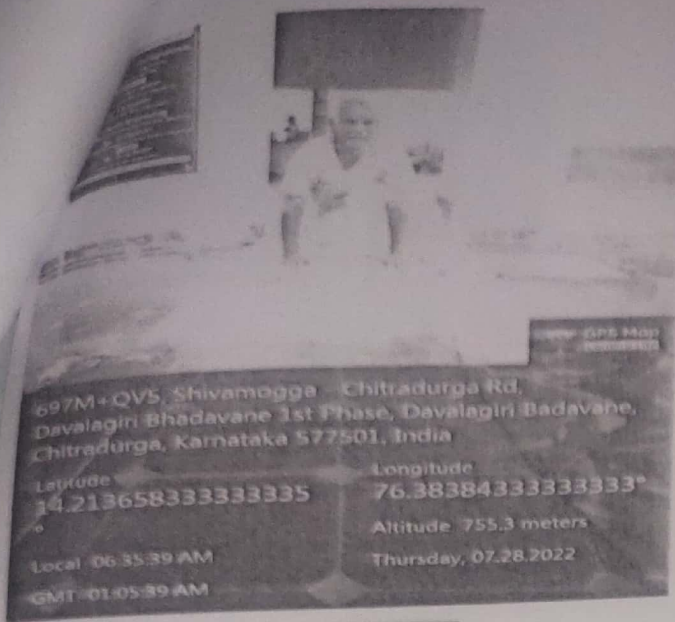 GPS Map
697M+QV5, Shivamogga - Chitradurga Rd,
Davalagiri Bhadavane 1st Phase, Davalagiri Badavane,
Chitradurga, Karnataka 577501, India
Latitude
14.213658333333335
°
Longitude
76.38384333333333°
Altitude 755.3 meters
Local 06:35:39 AM
Thursday, 07.28.2022
GMT 01:05:39 AM